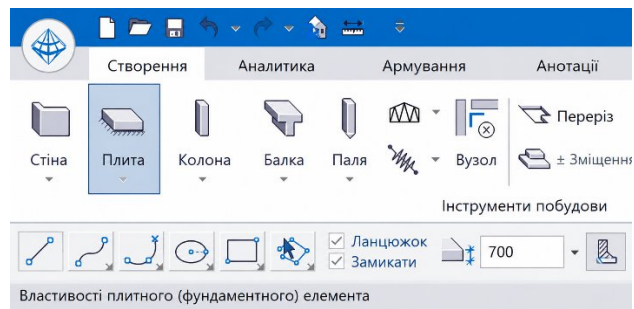 Створення Аналитика Армування Анотації
Стіна Плита Колона Балка Паля Вузол Переріз
± Зміщення
Інструменти побудови
Ланцюжок
Замикати
700
Властивості плитного (фундаментного) елемента